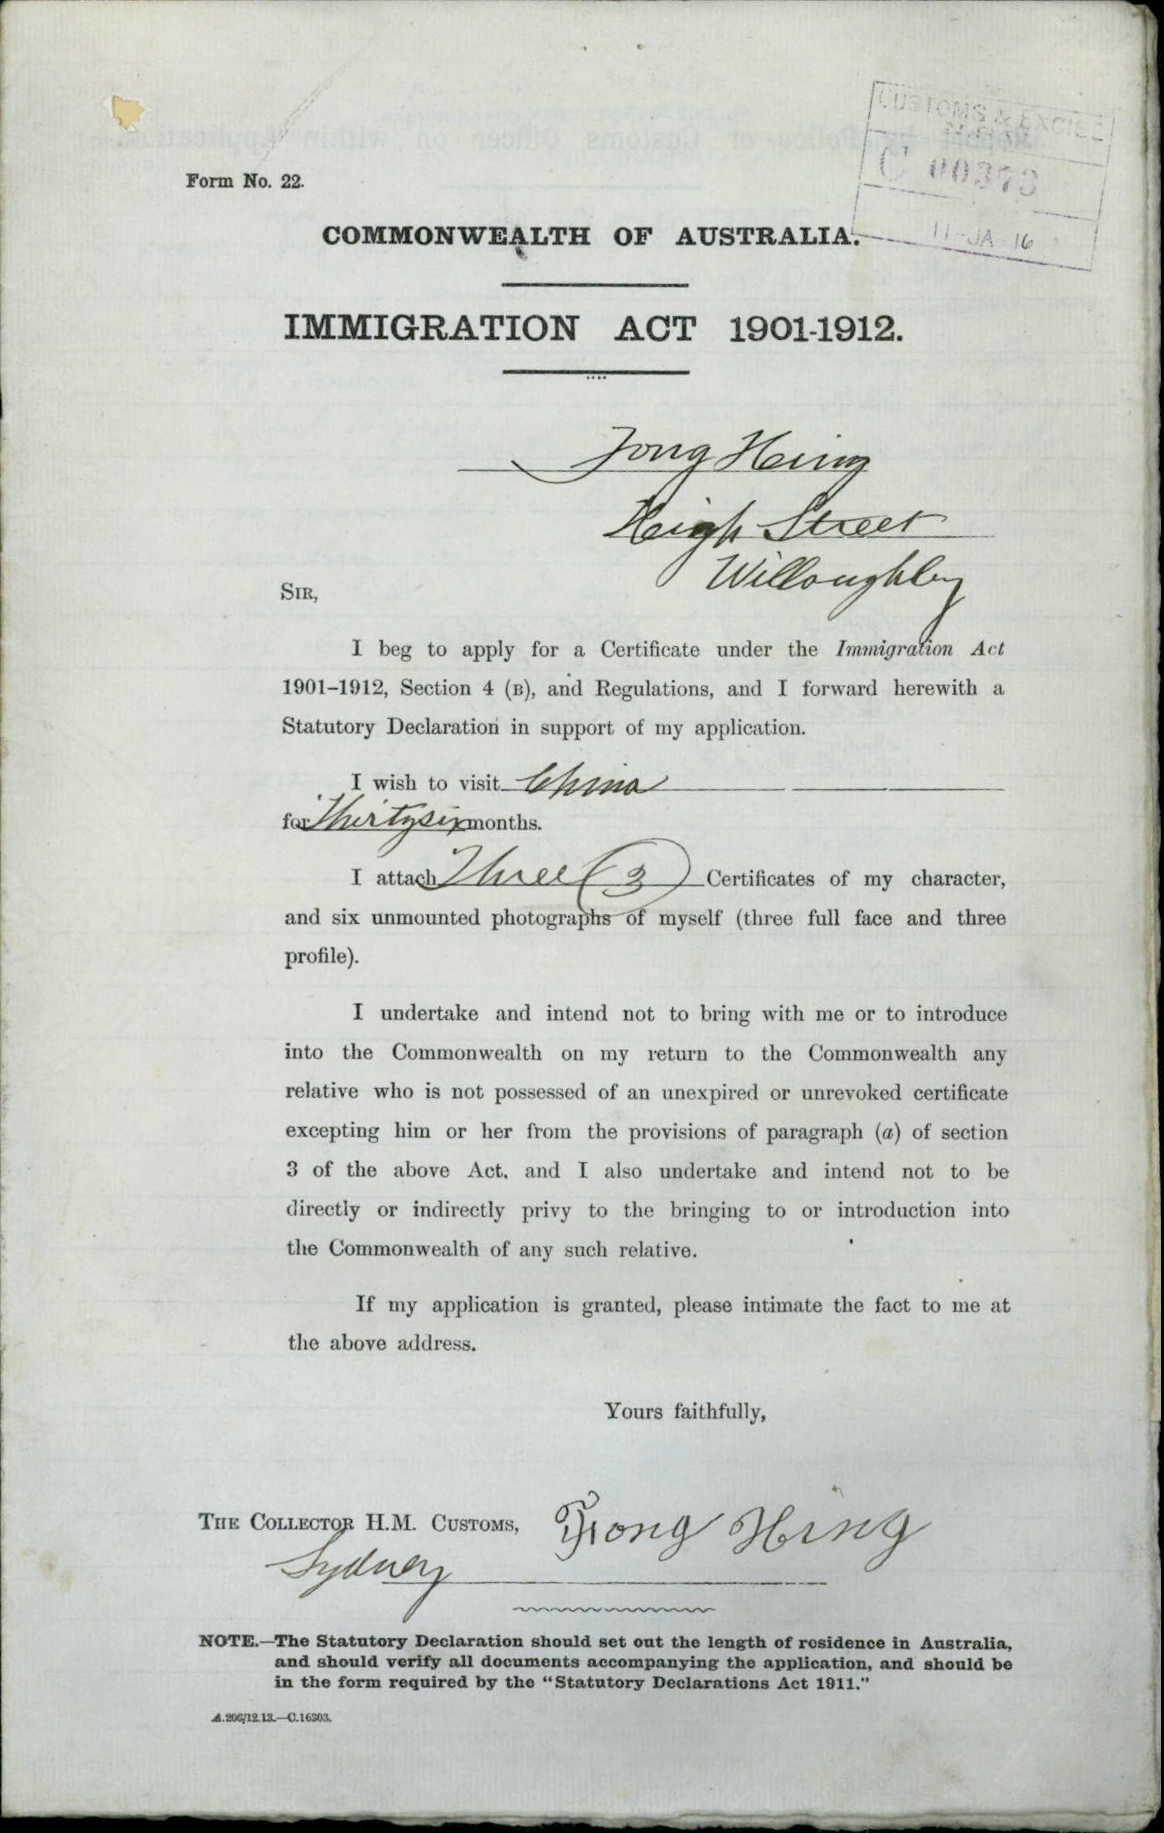 CUSTOMS & EXCISE
C 00373
11-JA-16
Form No. 22.
COMMONWEALTH OF AUSTRALIA.
IMMIGRATION ACT 1901-1912.
Tong Hing
Heigh Street
Willoughby
SIR,
I beg to apply for a Certificate under the Immigration Act
1901–1912, Section 4 (B), and Regulations, and I forward herewith a
Statutory Declaration in support of my application.
I wish to visit China
for Thirtysix months.
I attach Three (3) Certificates of my character,
and six unmounted photographs of myself (three full face and three
profile).
I undertake and intend not to bring with me or to introduce
into the Commonwealth on my return to the Commonwealth any
relative who is not possessed of an unexpired or unrevoked certificate
excepting him or her from the provisions of paragraph (a) of section
3 of the above Act, and I also undertake and intend not to be
directly or indirectly privy to the bringing to or introduction into
the Commonwealth of any such relative.
If my application is granted, please intimate the fact to me at
the above address.
Yours faithfully,
THE COLLECTOR H.M. CUSTOMS, Tong Hing
Sydney
NOTE.—The Statutory Declaration should set out the length of residence in Australia,
and should verify all documents accompanying the application, and should be
in the form required by the "Statutory Declarations Act 1911."
A.206/12.13.—C.16303.